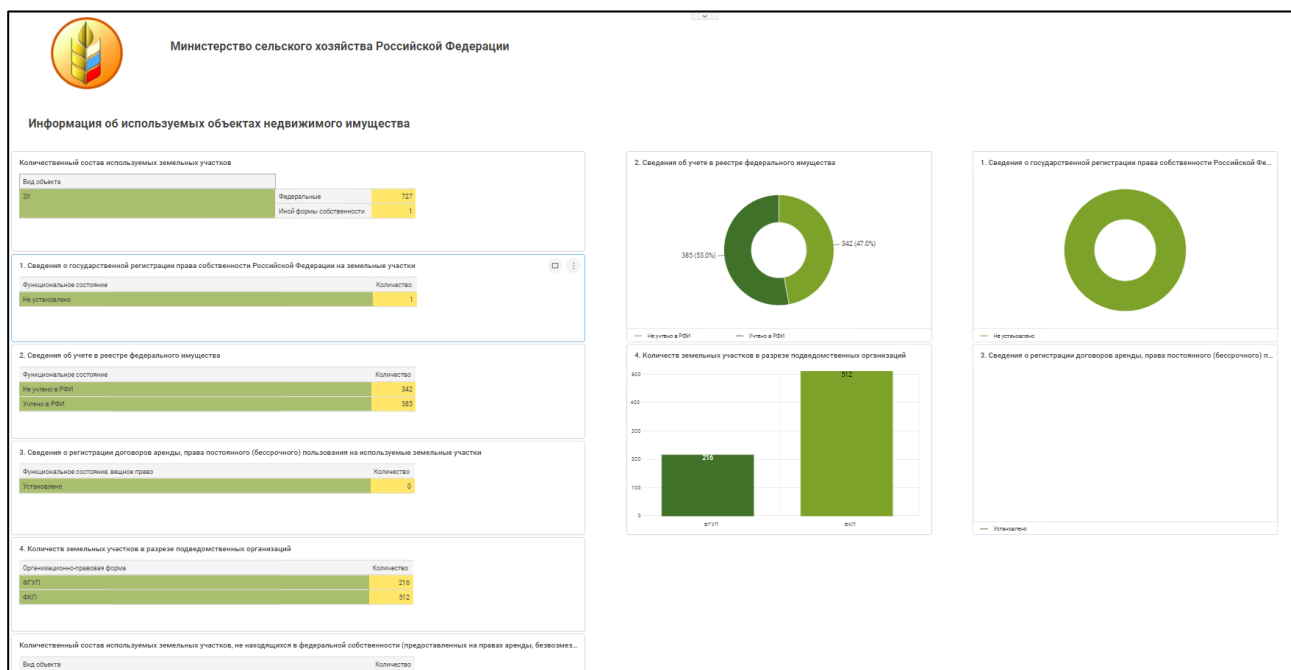 Министерство сельского хозяйства Российской Федерации
Информация об используемых объектах недвижимого имущества
Количественный состав используемых земельных участков
Вид объекта
ЗУ Федеральные 727
Иной формы собственности 1
1. Сведения о государственной регистрации права собственности Российской Федерации на земельные участки
Функциональное состояние Количество
Не установлено 1
2. Сведения об учете в реестре федерального имущества
Функциональное состояние Количество
Не учтено в РФИ 342
Учтено в РФИ 385
3. Сведения о регистрации договоров аренды, права постоянного (бессрочного) пользования на используемые земельные участки
Функциональное состояние, вещное право Количество
Установлено 0
4. Количеств земельных участков в разрезе подведомственных организаций
Организационно-правовая форма Количество
ФГУП 216
ФКП 512
Количественный состав используемых земельных участков, не находящихся в федеральной собственности (предоставленных на правах аренды, безвозмез...
Вид объекта Количество
2. Сведения об учете в реестре федерального имущества
385 (53.0%)
342 (47.0%)
Не учтено в РФИ Учтено в РФИ
4. Количеств земельных участков в разрезе подведомственных организаций
500
400
300
200
100
0
216
512
ФГУП ФКП
1. Сведения о государственной регистрации права собственности Российской Фе...
Не установлено
3. Сведения о регистрации договоров аренды, права постоянного (бессрочного) п...
Установлено